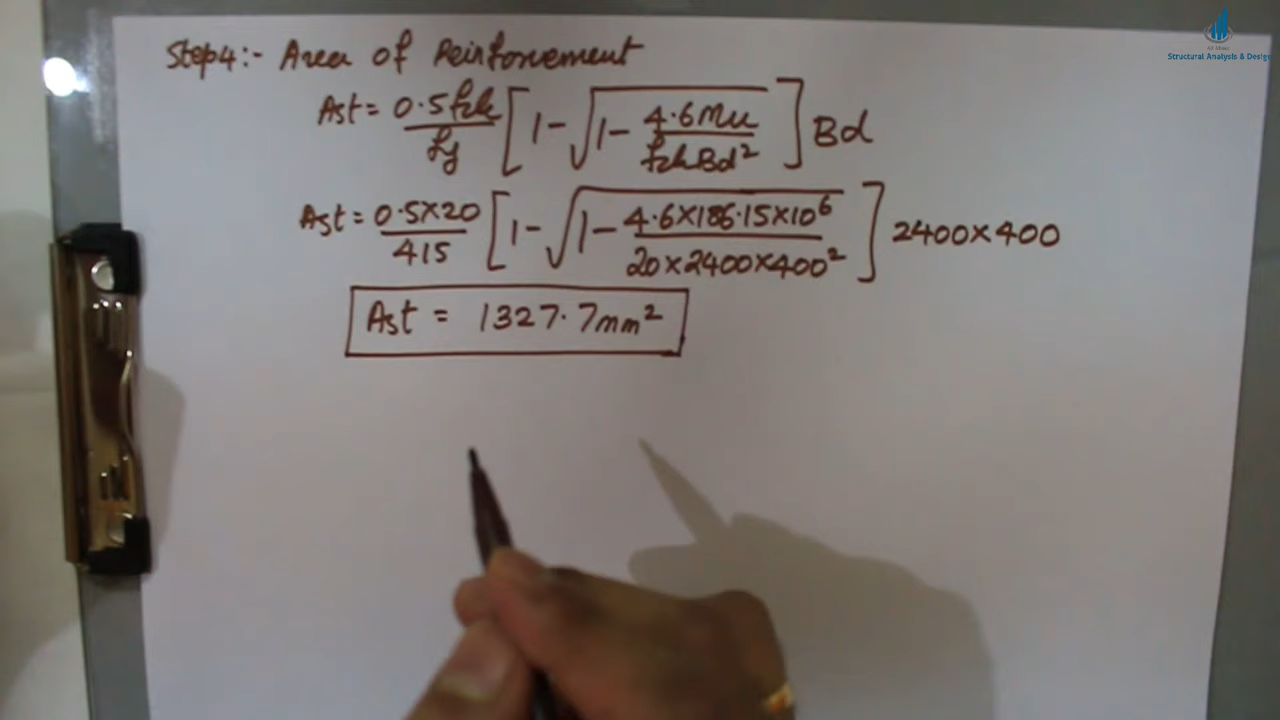 Step4:- Area of Reinforcement
Ast = 0.5fck/fy [1-√(1- 4.6Mu/fckBd²)] Bd
Ast = 0.5×20/415 [1-√(1- 4.6×186.15×10⁶/20×2400×400²)] 2400×400
Ast = 1327.7mm²
Structural Analysis & Design